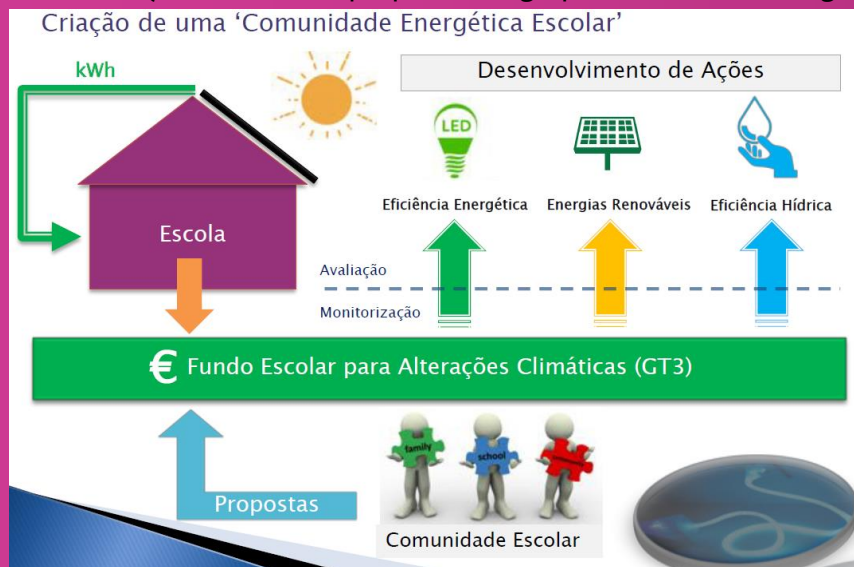 Criação de uma ‘Comunidade Energética Escolar’
kWh
Desenvolvimento de Ações
LED
Eficiência Energética
Energias Renováveis
Eficiência Hídrica
Escola
Avaliação
Monitorização
€ Fundo Escolar para Alterações Climáticas (GT3)
family
school
Propostas
Comunidade Escolar